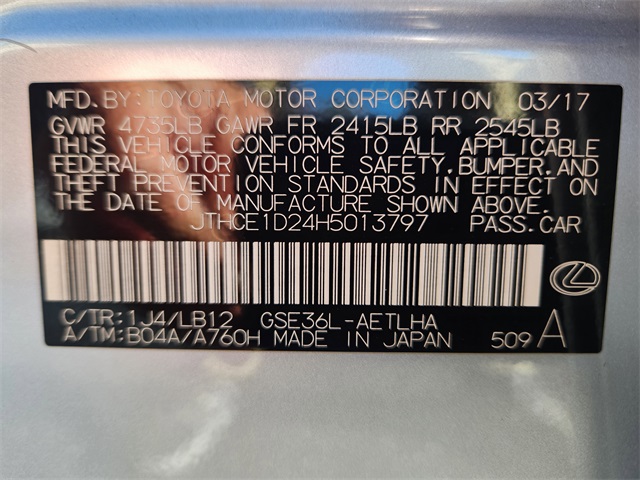 MFD. BY: TOYOTA MOTOR CORPORATION 03/17
GVWR 4735LB GAWR FR 2415LB RR 2545LB
THIS VEHICLE CONFORMS TO ALL APPLICABLE
FEDERAL MOTOR VEHICLE SAFETY, BUMPER, AND
THEFT PREVENTION STANDARDS IN EFFECT ON
THE DATE OF MANUFACTURE SHOWN ABOVE.
JTHCE1D24H5013797 PASS.CAR
C/TR:1J4/LB12 GSE36L-AETLHA
A/TM:B04A/A760H MADE IN JAPAN 509 A